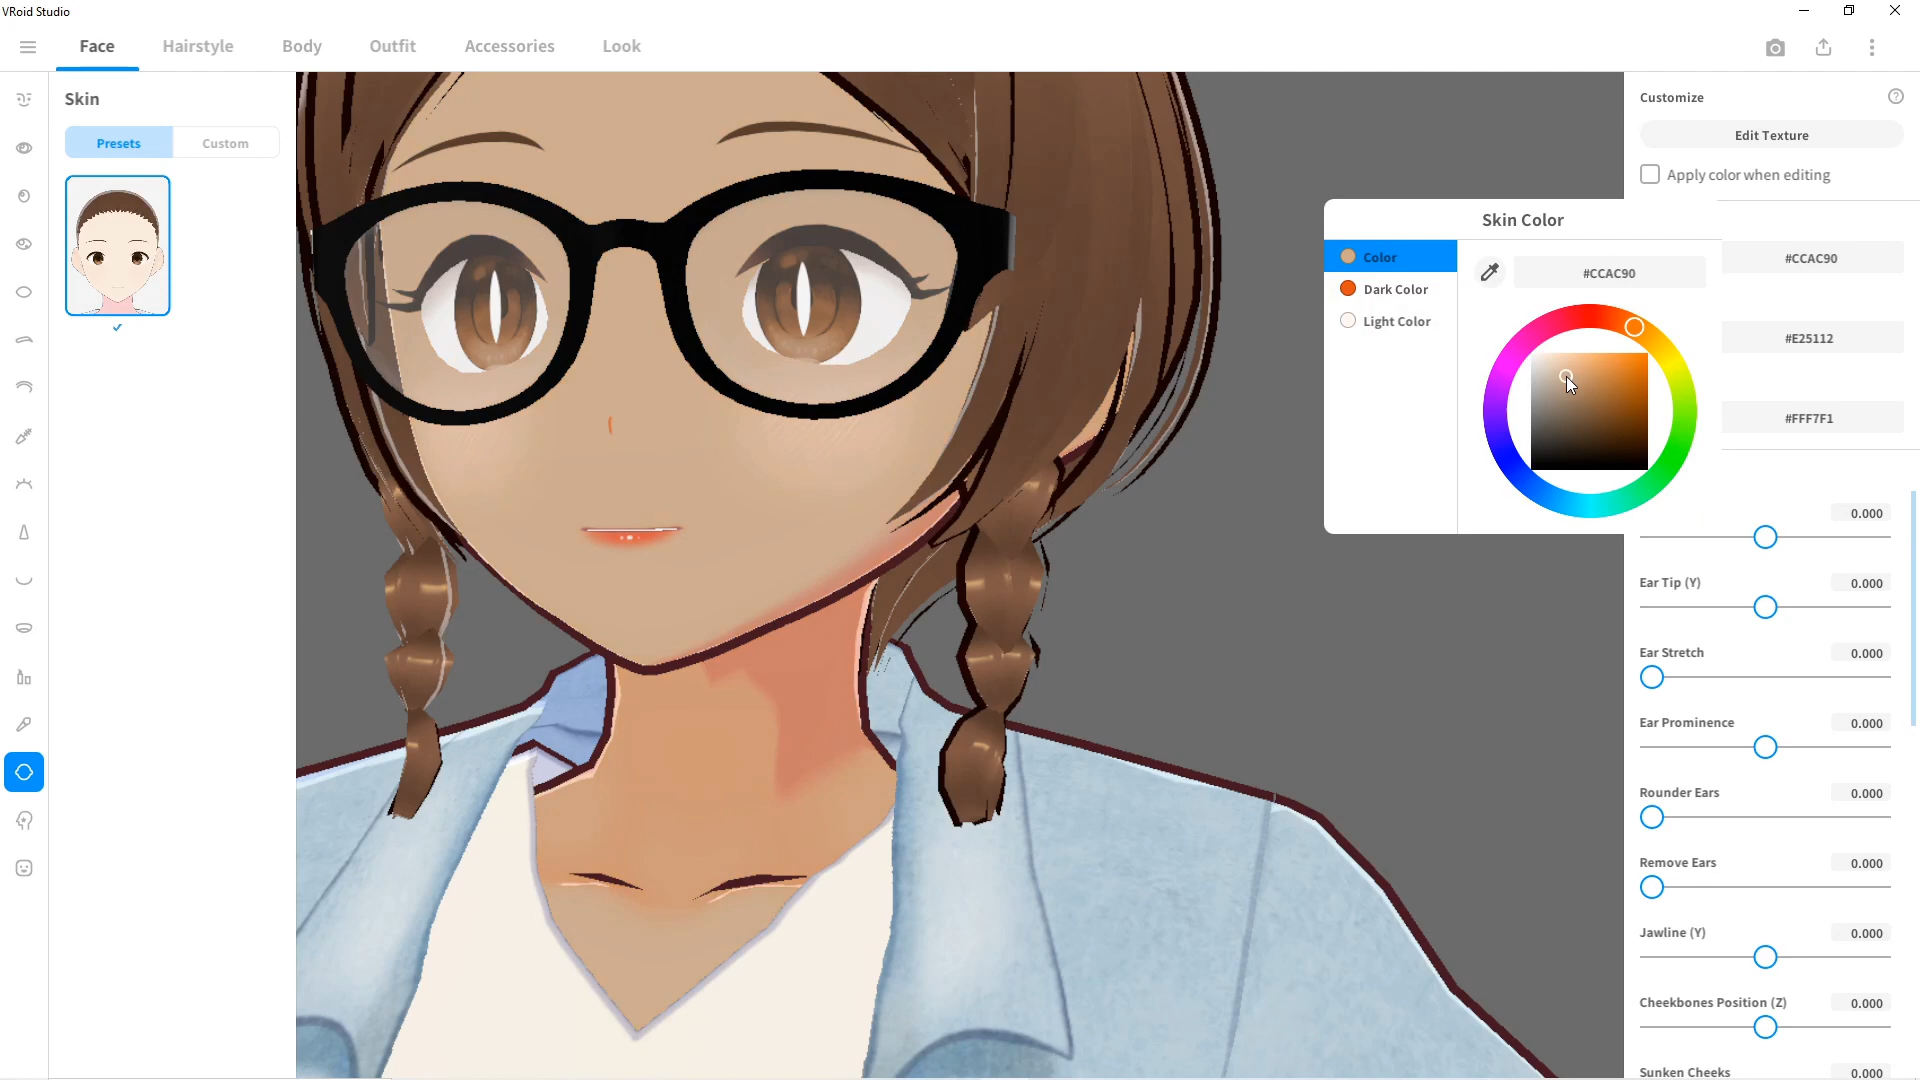 VRoid Studio
Face
Hairstyle
Body
Outfit
Accessories
Look
Skin
Presets
Custom
Customize
Edit Texture
Apply color when editing
Skin Color
Color
Dark Color
Light Color
#CCAC90
#CCAC90
#E25112
#FFF7F1
0.000
Ear Tip (Y) 0.000
Ear Stretch 0.000
Ear Prominence 0.000
Rounder Ears 0.000
Remove Ears 0.000
Jawline (Y) 0.000
Cheekbones Position (Z) 0.000
Sunken Cheeks 0.000